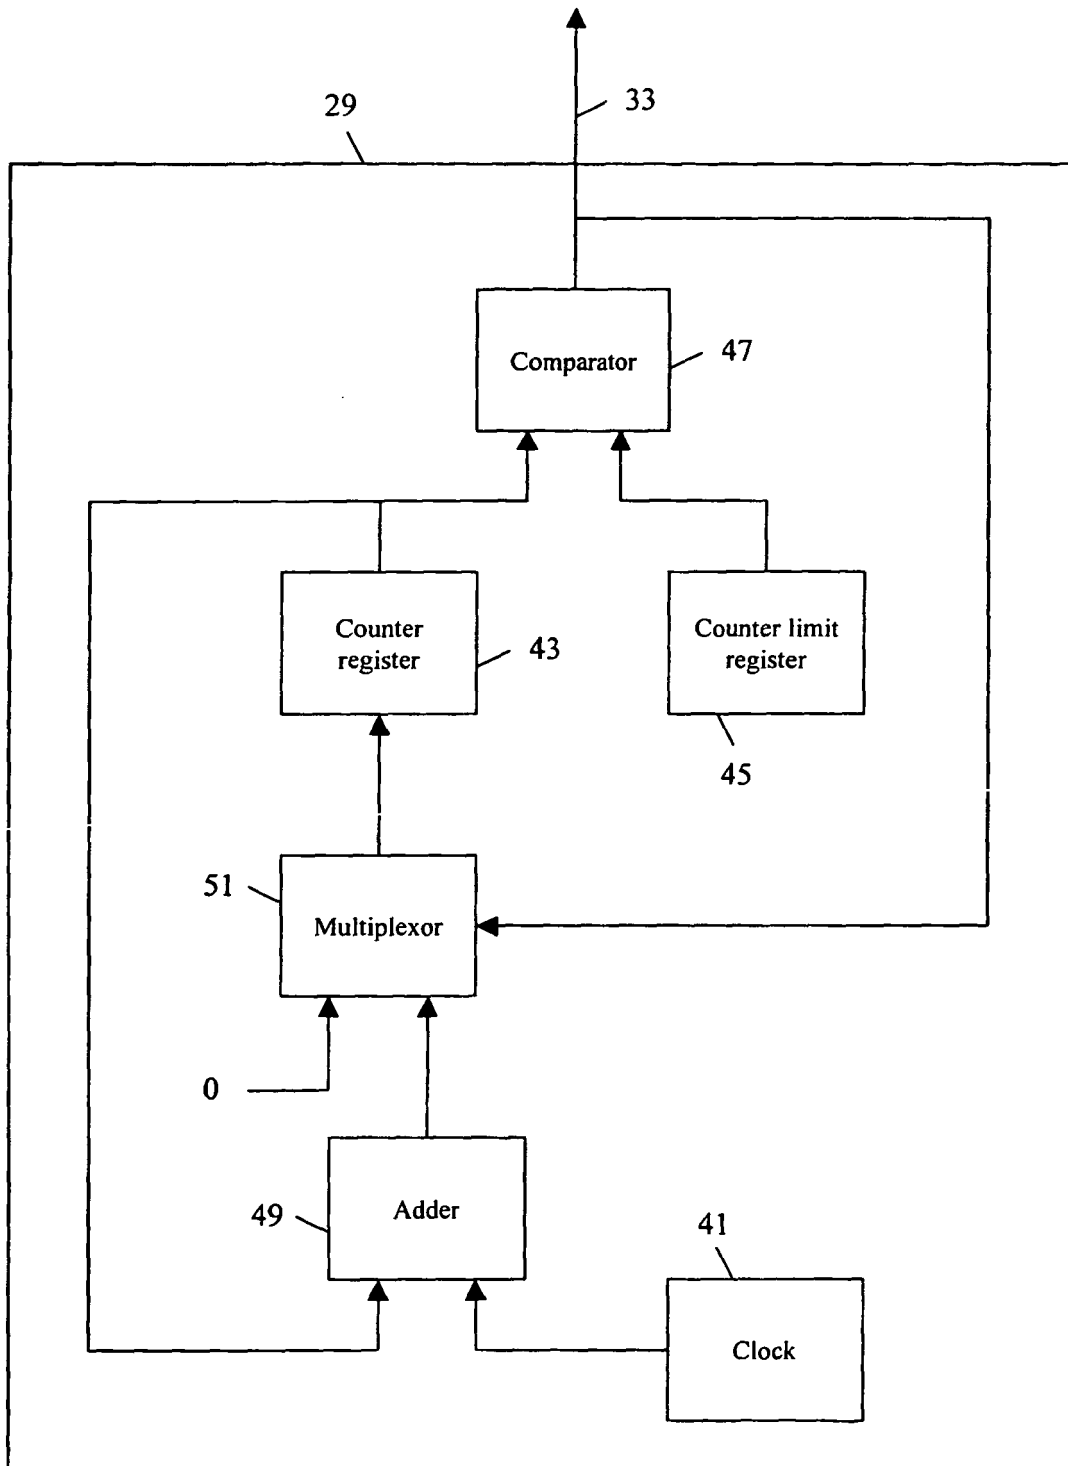 33
29
Comparator
47
Counter
register
43
Counter limit
register
45
51
Multiplexor
0
49
Adder
41
Clock